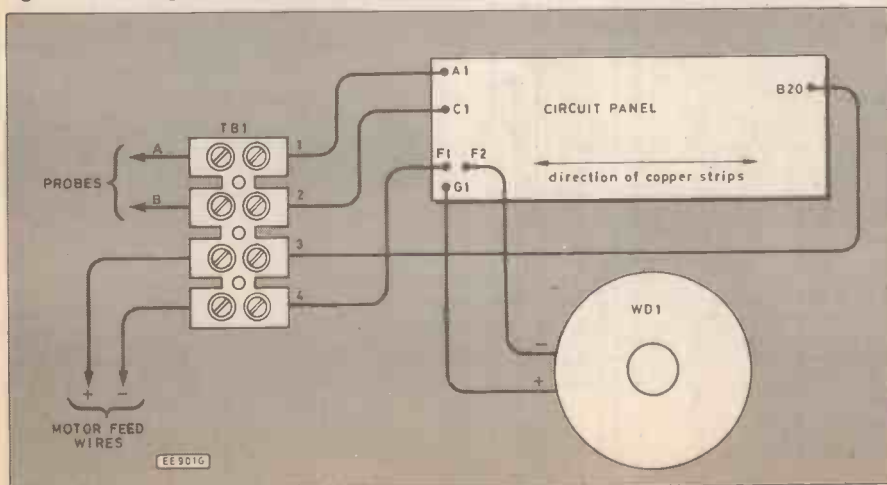 A1
B20
C1
CIRCUIT PANEL
TB1
A
1
F1 F2
PROBES
direction of copper strips
B
2
G1
3
4
WD1
−
+
+ −
MOTOR FEED
WIRES
EE901G